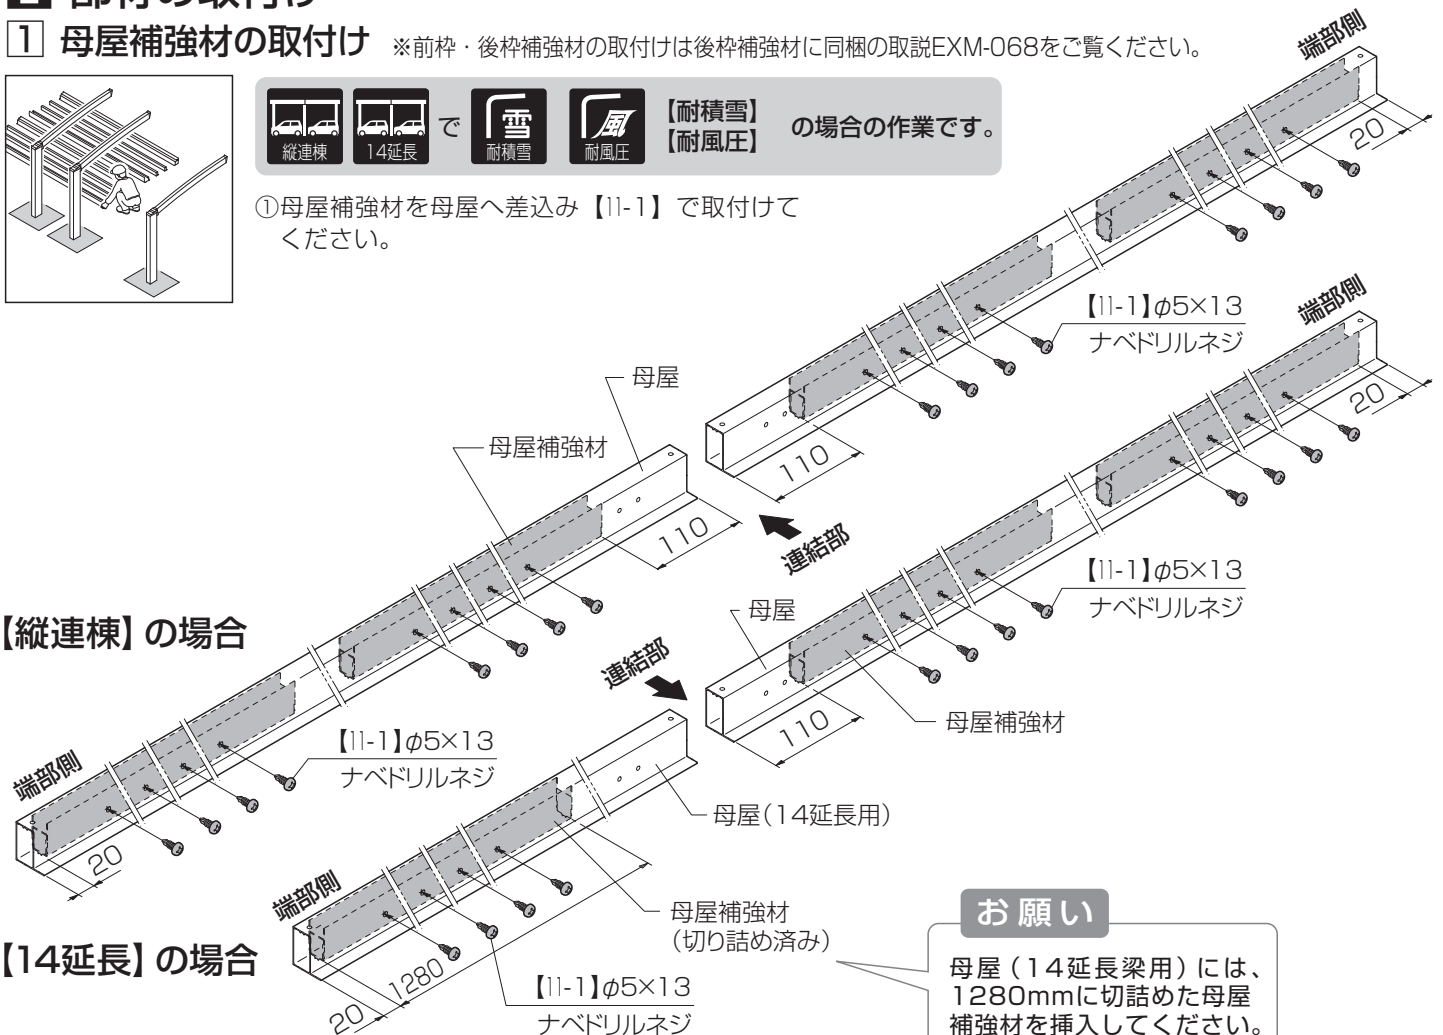 部材の取付け
1 母屋補強材の取付け ※前枠・後枠補強材の取付けは後枠補強材に同梱の取説EXM-068をご覧ください。
縦連棟 14延長 で 雪 耐積雪 風 耐風圧 【耐積雪】
【耐風圧】 の場合の作業です。
①母屋補強材を母屋へ差込み【11-1】で取付けて
ください。
端部側
20
【11-1】φ5×13
ナベドリルネジ
端部側
20
母屋
母屋補強材
110
110
連結部
【11-1】φ5×13
ナベドリルネジ
【縦連棟】の場合
母屋
連結部
110
母屋補強材
【11-1】φ5×13
ナベドリルネジ
端部側
20
母屋(14延長用)
端部側
母屋補強材
(切り詰め済み)
【14延長】の場合
1280
20
【11-1】φ5×13
ナベドリルネジ
お願い
母屋(14延長梁用)には、
1280mmに切詰めた母屋
補強材を挿入してください。